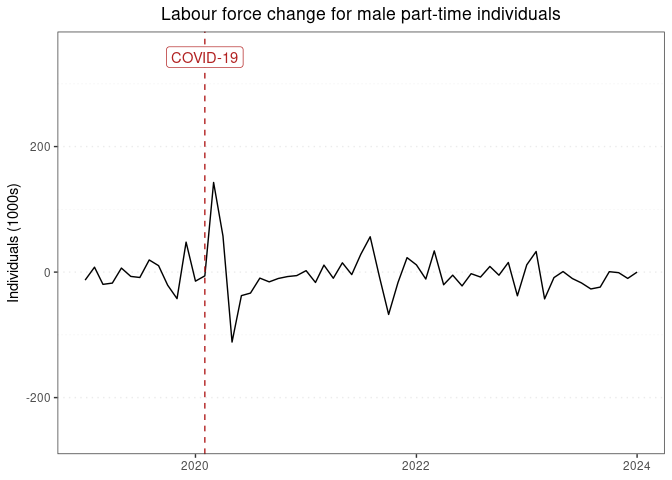 Labour force change for male part-time individuals
COVID-19
Individuals (1000s)
200
0
-200
2020
2022
2024